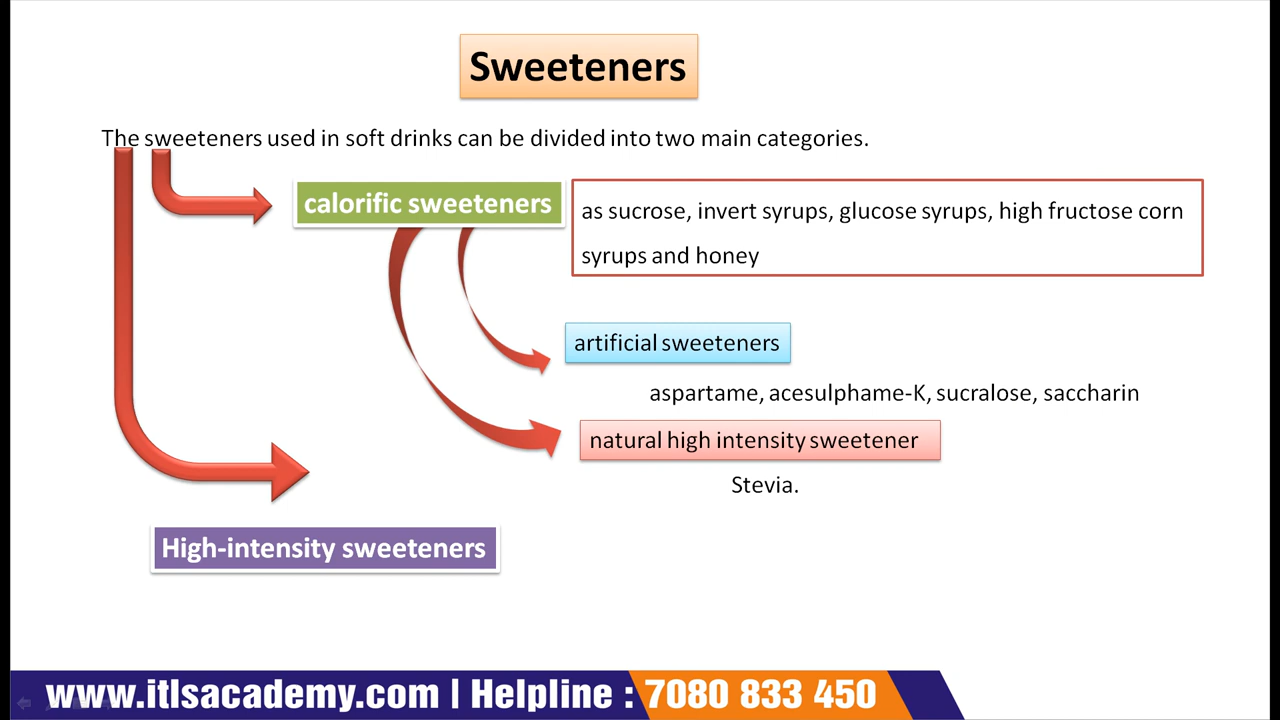 Sweeteners
The sweeteners used in soft drinks can be divided into two main categories.
calorific sweeteners
as sucrose, invert syrups, glucose syrups, high fructose corn
syrups and honey
artificial sweeteners
aspartame, acesulphame-K, sucralose, saccharin
natural high intensity sweetener
Stevia.
High-intensity sweeteners
www.itlsacademy.com | Helpline : 7080 833 450